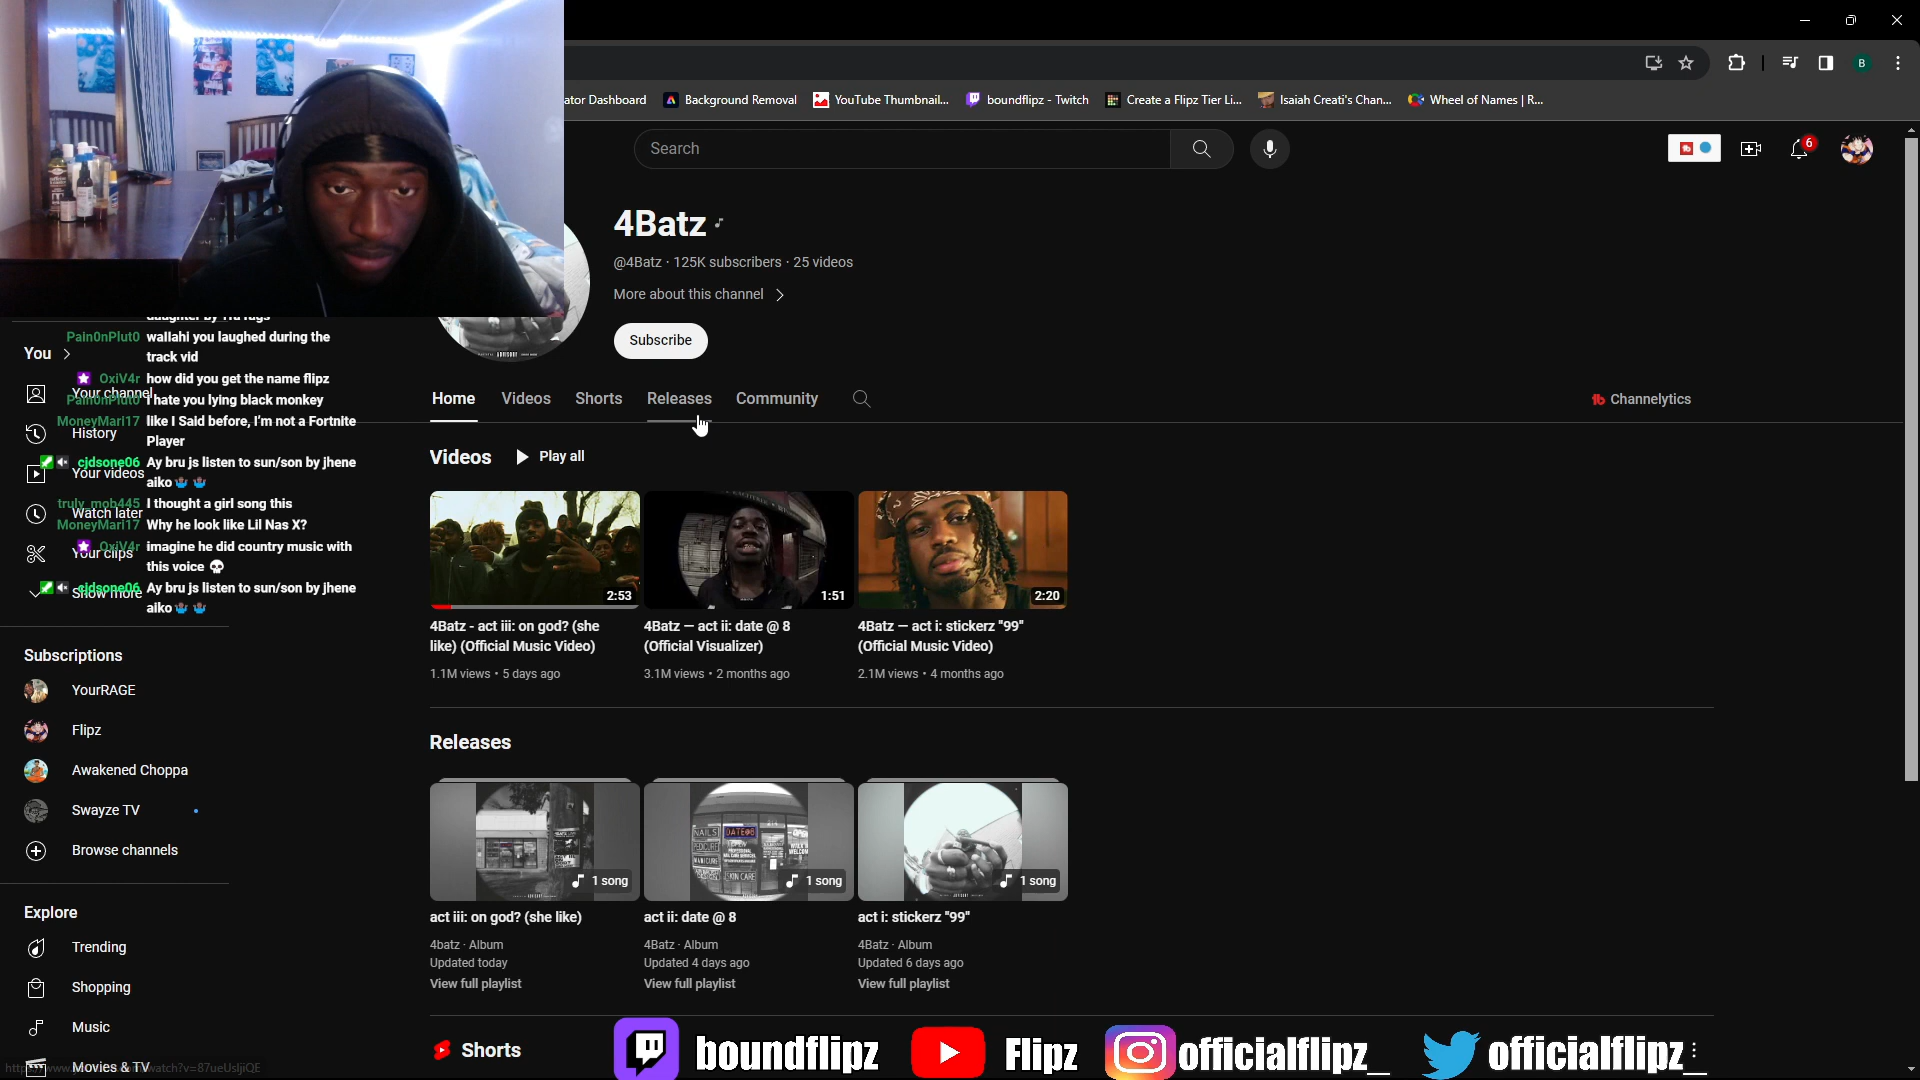 ator Dashboard
Background Removal
YouTube Thumbnail...
boundflipz - Twitch
Create a Flipz Tier Li...
Isaiah Creati's Chan...
Wheel of Names | R...
B
Search
6
4Batz
@4Batz · 125K subscribers · 25 videos
More about this channel
Subscribe
Home
Videos
Shorts
Releases
Community
Channelytics
Pain0nPlut0 wallahi you laughed during the
track vid
OxiV4r how did you get the name flipz
Pain0nPlut0 I hate you lying black monkey
MoneyMari17 like I Said before, I'm not a Fortnite
Player
cjdsone06 Ay bru js listen to sun/son by jhene
aiko
truly_mob445 I thought a girl song this
MoneyMari17 Why he look like Lil Nas X?
OxiV4r imagine he did country music with
this voice
cjdsone06 Ay bru js listen to sun/son by jhene
aiko
You
Your channel
History
Your videos
Watch later
Your clips
Show more
Subscriptions
YourRAGE
Flipz
Awakened Choppa
Swayze TV
Browse channels
Explore
Trending
Shopping
Music
Movies & TV
Videos
Play all
2:53
1:51
2:20
4Batz - act iii: on god? (she
like) (Official Music Video)
1.1M views • 5 days ago
4Batz — act ii: date @ 8
(Official Visualizer)
3.1M views • 2 months ago
4Batz — act i: stickerz "99"
(Official Music Video)
2.1M views • 4 months ago
Releases
NAILS
DATE@8
1 song
1 song
1 song
act iii: on god? (she like)
4batz · Album
Updated today
View full playlist
act ii: date @ 8
4Batz · Album
Updated 4 days ago
View full playlist
act i: stickerz "99"
4Batz · Album
Updated 6 days ago
View full playlist
Shorts
boundflipz
Flipz
officialflipz_
officialflipz_